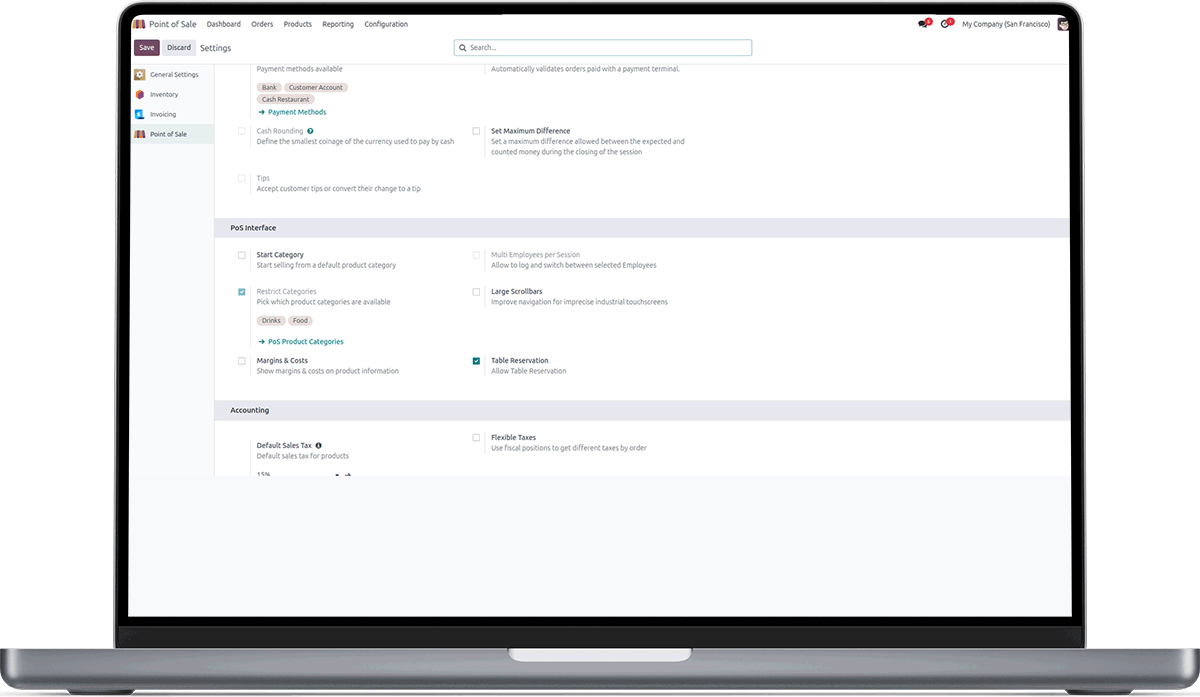 Point of Sale Dashboard Orders Products Reporting Configuration My Company (San Francisco)
Save Discard Settings Search...
General Settings
Inventory
Invoicing
Point of Sale
Payment methods available
Bank Customer Account
Cash Restaurant
→ Payment Methods
Automatically validates orders paid with a payment terminal.
Cash Rounding ?
Define the smallest coinage of the currency used to pay by cash
Set Maximum Difference
Set a maximum difference allowed between the expected and
counted money during the closing of the session
Tips
Accept customer tips or convert their change to a tip
PoS Interface
Start Category
Start selling from a default product category
Multi Employees per Session
Allow to log and switch between selected Employees
Restrict Categories
Pick which product categories are available
Drinks Food
→ PoS Product Categories
Large Scrollbars
Improve navigation for imprecise industrial touchscreens
Margins & Costs
Show margins & costs on product information
Table Reservation
Allow Table Reservation
Accounting
Default Sales Tax
Default sales tax for products
15%
Flexible Taxes
Use fiscal positions to get different taxes by order